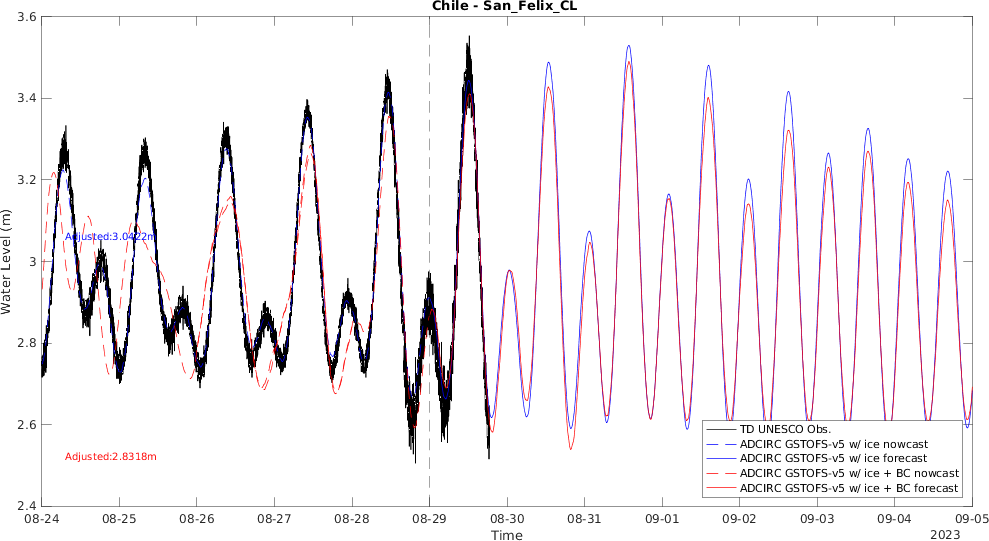 Chile - San_Felix_CL
Water Level (m)
3.6
3.4
3.2
3
2.8
2.6
2.4
Adjusted:3.0422m
Adjusted:2.8318m
TD UNESCO Obs.
ADCIRC GSTOFS-v5 w/ ice nowcast
ADCIRC GSTOFS-v5 w/ ice forecast
ADCIRC GSTOFS-v5 w/ ice + BC nowcast
ADCIRC GSTOFS-v5 w/ ice + BC forecast
08-24 08-25 08-26 08-27 08-28 08-29 08-30 08-31 09-01 09-02 09-03 09-04 09-05
Time
2023